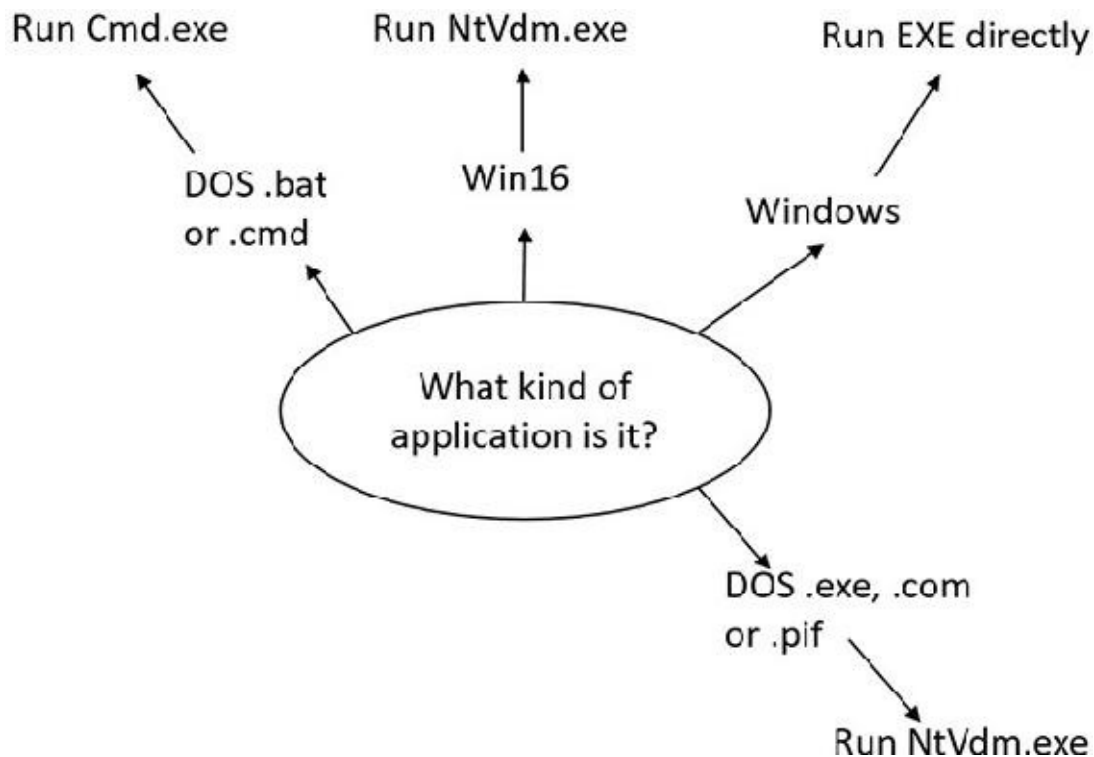 Run Cmd.exe
Run NtVdm.exe
Run EXE directly
DOS .bat
or .cmd
Win16
Windows
What kind of
application is it?
DOS .exe, .com
or .pif
Run NtVdm.exe